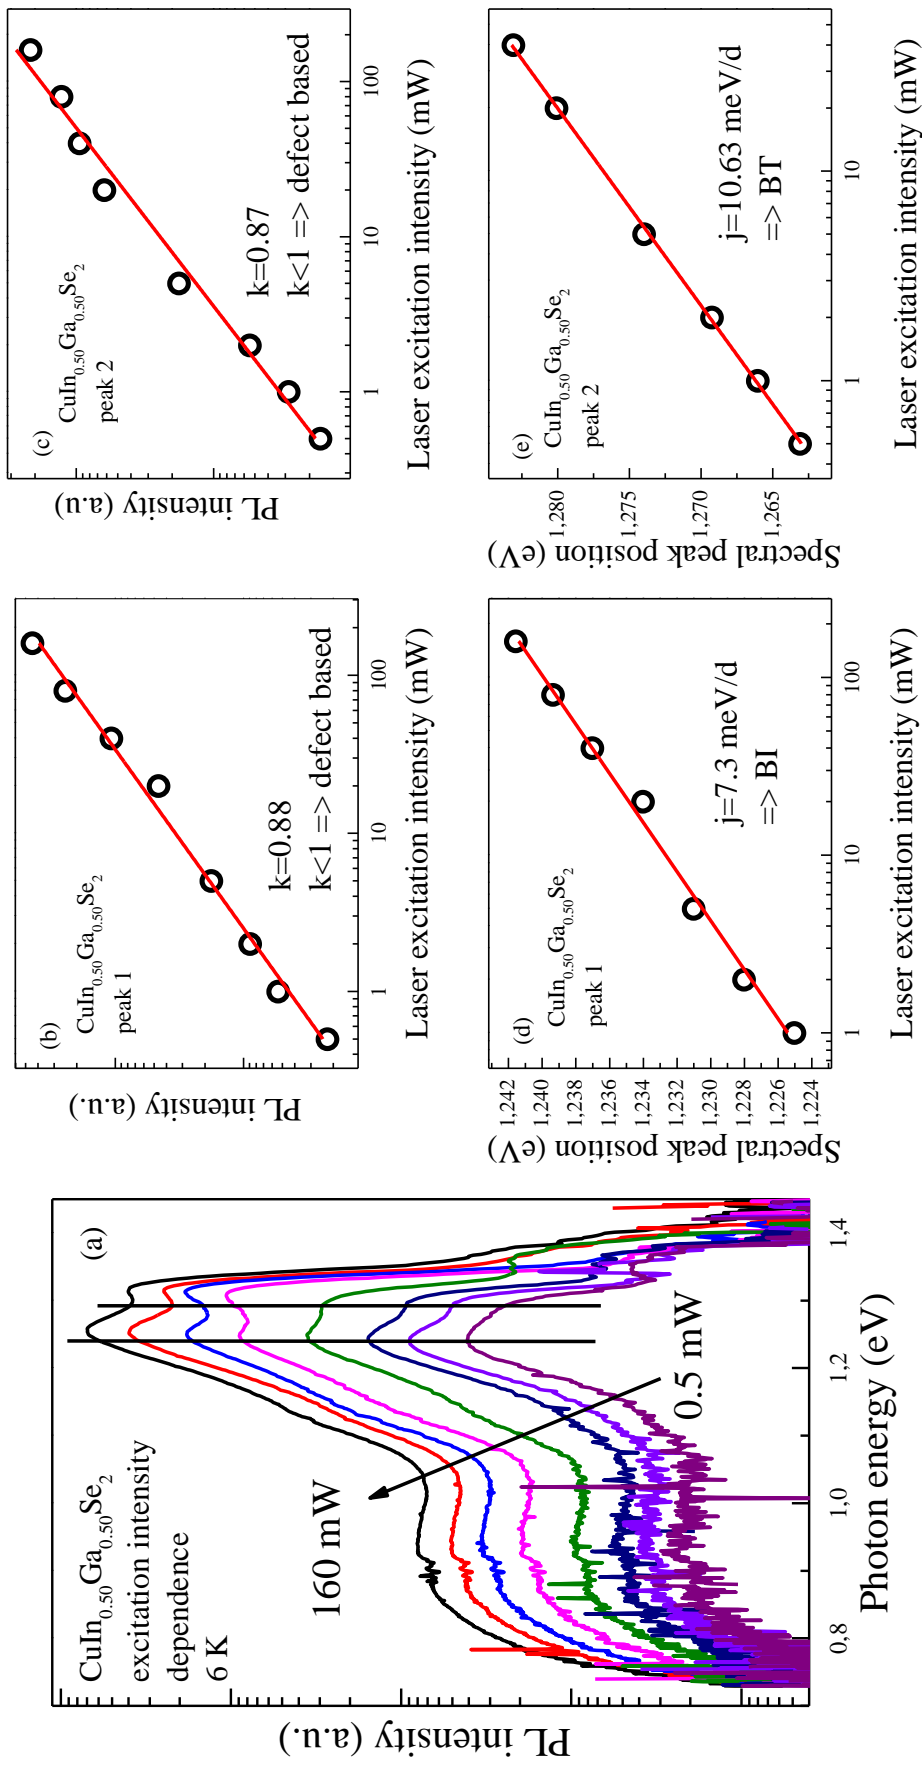 (a)
CuIn0.50Ga0.50Se2
excitation intensity
dependence
6 K
160 mW
0.5 mW
PL intensity (a.u.)
0,8
1,0
1,2
1,4
Photon energy (eV)
(b)
CuIn0.50Ga0.50Se2
peak 1
k=0.88
k<1 => defect based
PL intensity (a.u.)
1
10
100
Laser excitation intensity (mW)
(c)
CuIn0.50Ga0.50Se2
peak 2
k=0.87
k<1 => defect based
PL intensity (a.u)
1
10
100
Laser excitation intensity (mW)
(d)
CuIn0.50Ga0.50Se2
peak 1
j=7.3 meV/d
=> BI
Spectral peak position (eV)
1,242
1,240
1,238
1,236
1,234
1,232
1,230
1,228
1,226
1,224
1
10
100
Laser excitation intensity (mW)
(e)
CuIn0.50Ga0.50Se2
peak 2
j=10.63 meV/d
=> BT
Spectral peak position (eV)
1,280
1,275
1,270
1,265
1
10
Laser excitation intensity (mW)